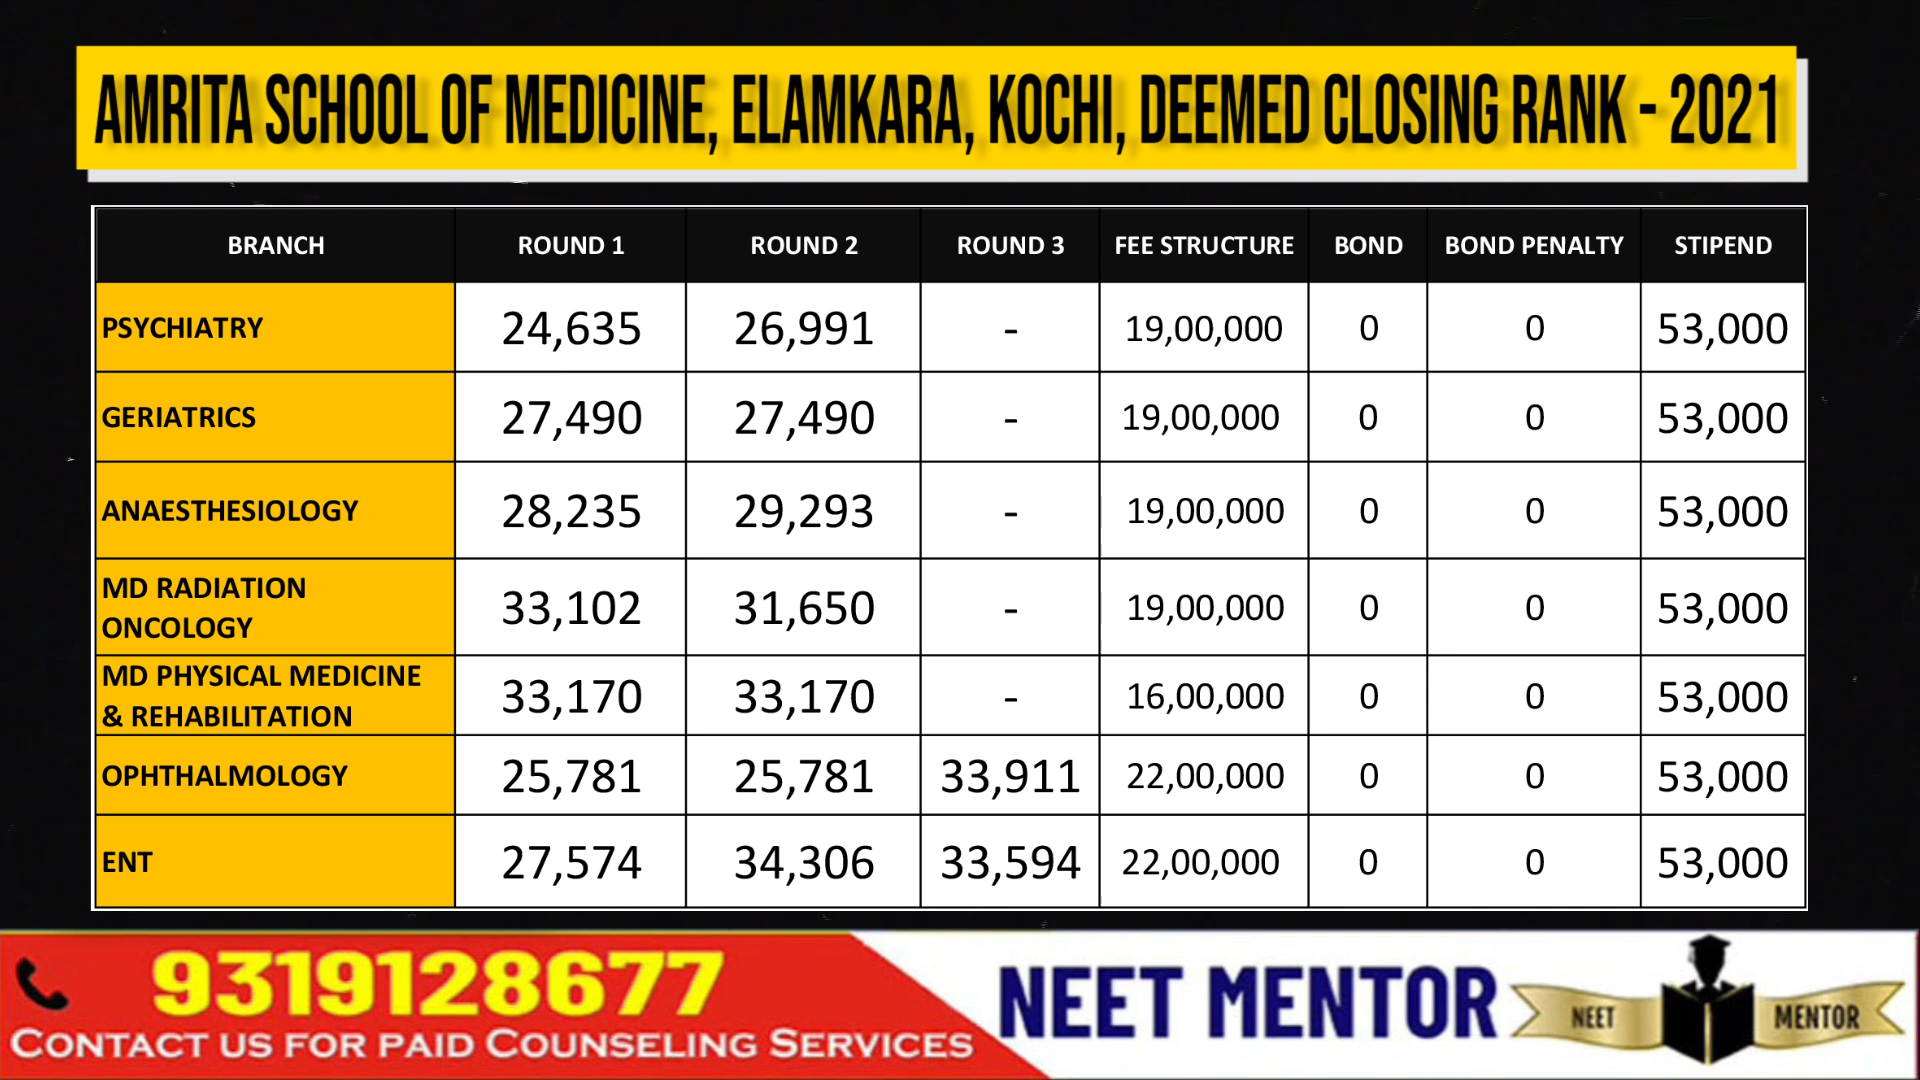 AMRITA SCHOOL OF MEDICINE, ELAMKARA, KOCHI, DEEMED CLOSING RANK - 2021
BRANCH ROUND 1 ROUND 2 ROUND 3 FEE STRUCTURE BOND BOND PENALTY STIPEND
PSYCHIATRY 24,635 26,991 - 19,00,000 0 0 53,000
GERIATRICS 27,490 27,490 - 19,00,000 0 0 53,000
ANAESTHESIOLOGY 28,235 29,293 - 19,00,000 0 0 53,000
MD RADIATION
ONCOLOGY 33,102 31,650 - 19,00,000 0 0 53,000
MD PHYSICAL MEDICINE
& REHABILITATION 33,170 33,170 - 16,00,000 0 0 53,000
OPHTHALMOLOGY 25,781 25,781 33,911 22,00,000 0 0 53,000
ENT 27,574 34,306 33,594 22,00,000 0 0 53,000
9319128677
CONTACT US FOR PAID COUNSELING SERVICES
NEET MENTOR
NEET MENTOR